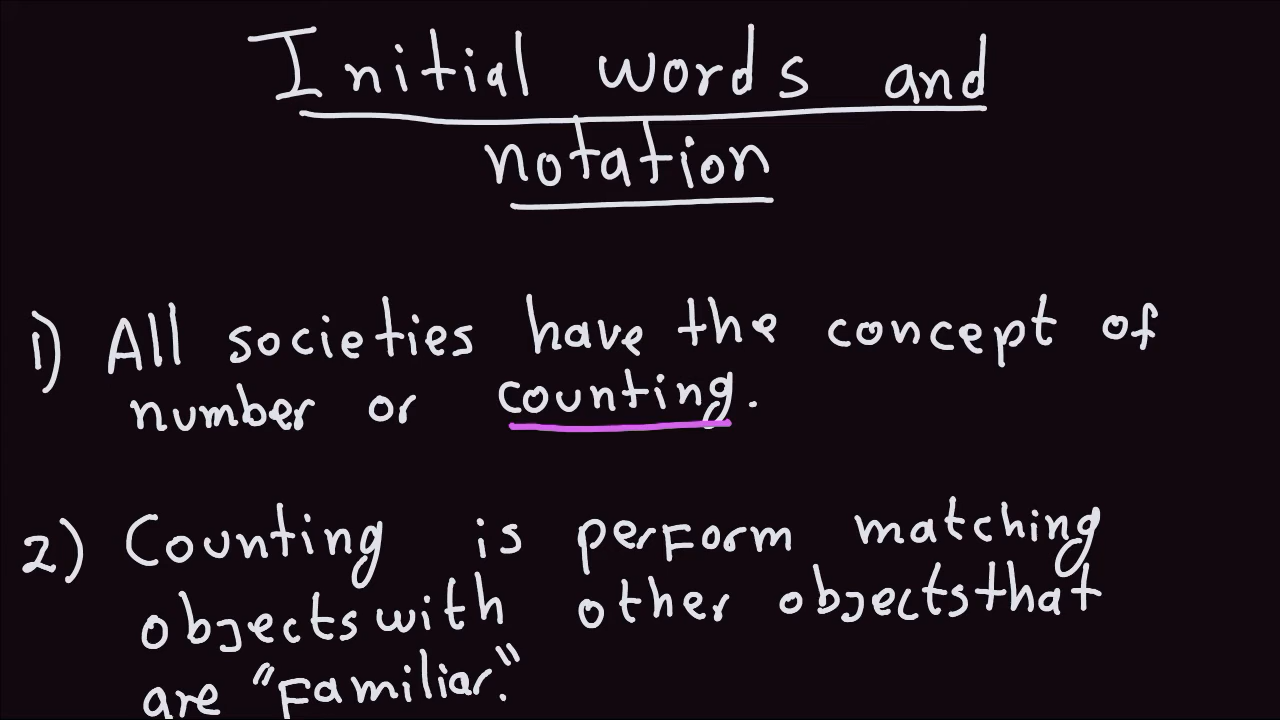 Initial words and
notation
1) All societies have the concept of
number or counting.
2) Counting is perform matching
objects with other objects that
are "familiar."